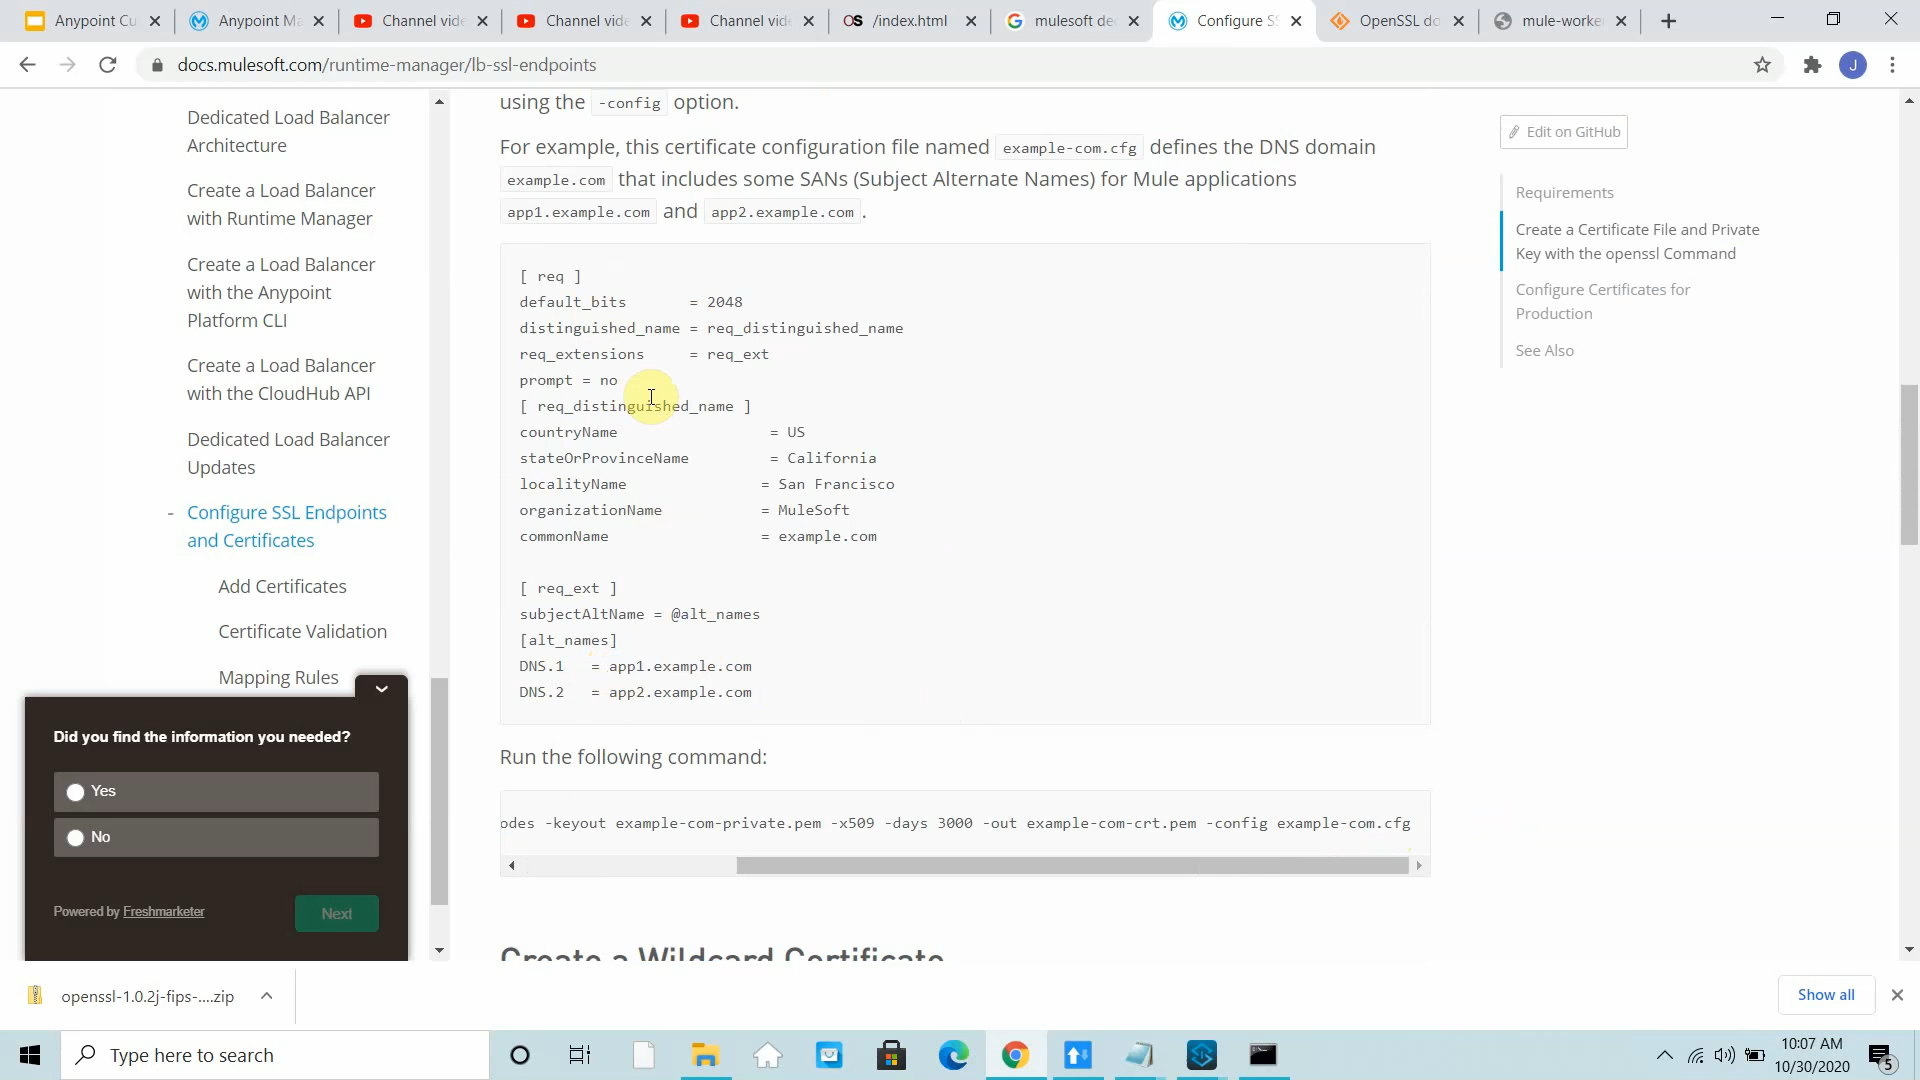 Anypoint Cu
Anypoint Ma
Channel vide
Channel vide
Channel vide
OS /index.html
mulesoft de
Configure S
OpenSSL do
mule-worke
docs.mulesoft.com/runtime-manager/lb-ssl-endpoints
J
Dedicated Load Balancer
Architecture
Create a Load Balancer
with Runtime Manager
Create a Load Balancer
with the Anypoint
Platform CLI
Create a Load Balancer
with the CloudHub API
Dedicated Load Balancer
Updates
- Configure SSL Endpoints
and Certificates
Add Certificates
Certificate Validation
Mapping Rules
Did you find the information you needed?
Yes
No
Powered by Freshmarketer
Next
using the -config option.
For example, this certificate configuration file named example-com.cfg defines the DNS domain
example.com that includes some SANs (Subject Alternate Names) for Mule applications
app1.example.com and app2.example.com.
[ req ]
default_bits = 2048
distinguished_name = req_distinguished_name
req_extensions = req_ext
prompt = no
[ req_distinguished_name ]
countryName = US
stateOrProvinceName = California
localityName = San Francisco
organizationName = MuleSoft
commonName = example.com
[ req_ext ]
subjectAltName = @alt_names
[alt_names]
DNS.1 = app1.example.com
DNS.2 = app2.example.com
Run the following command:
odes -keyout example-com-private.pem -x509 -days 3000 -out example-com-crt.pem -config example-com.cfg
Create a Wildcard Certificate
Edit on GitHub
Requirements
Create a Certificate File and Private
Key with the openssl Command
Configure Certificates for
Production
See Also
openssl-1.0.2j-fips-....zip
Show all
Type here to search
10:07 AM
10/30/2020
5